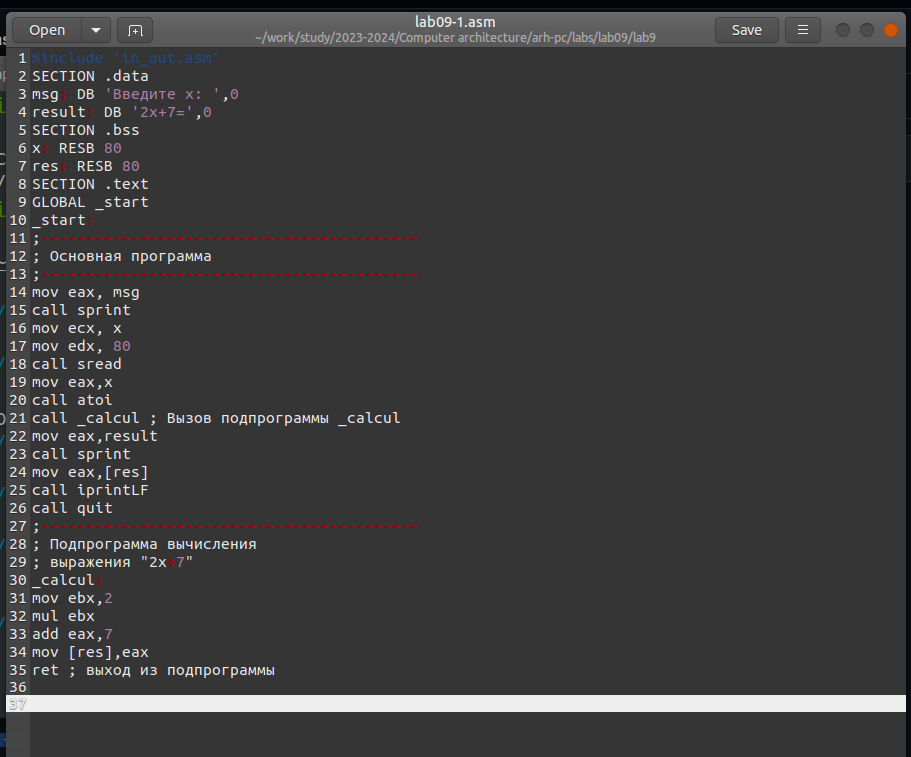 Open
lab09-1.asm
~/work/study/2023-2024/Computer architecture/arh-pc/labs/lab09/lab9
Save
1 %include 'in_out.asm'
2 SECTION .data
3 msg: DB 'Введите x: ',0
4 result: DB '2x+7=',0
5 SECTION .bss
6 x: RESB 80
7 res: RESB 80
8 SECTION .text
9 GLOBAL _start
10 _start:
11 ;------------------------------------------
12 ; Основная программа
13 ;------------------------------------------
14 mov eax, msg
15 call sprint
16 mov ecx, x
17 mov edx, 80
18 call sread
19 mov eax,x
20 call atoi
21 call _calcul ; Вызов подпрограммы _calcul
22 mov eax,result
23 call sprint
24 mov eax,[res]
25 call iprintLF
26 call quit
27 ;------------------------------------------
28 ; Подпрограмма вычисления
29 ; выражения "2x+7"
30 _calcul:
31 mov ebx,2
32 mul ebx
33 add eax,7
34 mov [res],eax
35 ret ; выход из подпрограммы
36
37